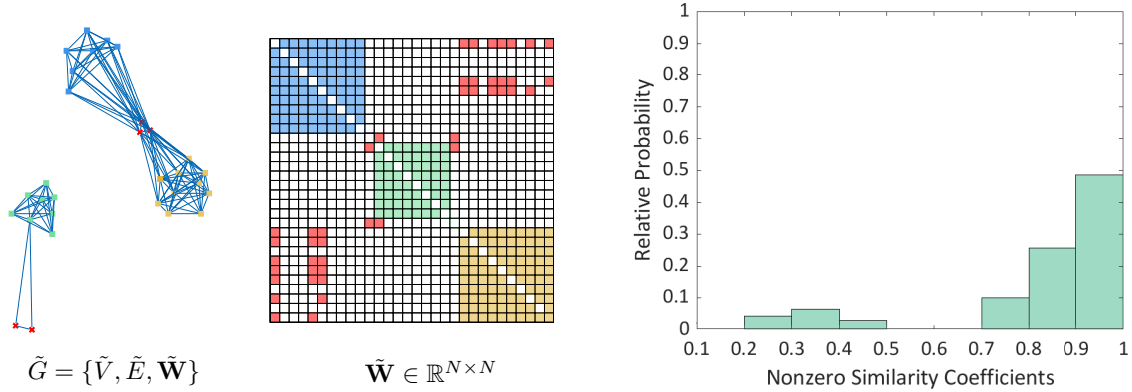 G̃ = {Ṽ, Ẽ, W̃}
W̃ ∈ ℝ^{N×N}
Relative Probability
1
0.9
0.8
0.7
0.6
0.5
0.4
0.3
0.2
0.1
0
0.1 0.2 0.3 0.4 0.5 0.6 0.7 0.8 0.9 1
Nonzero Similarity Coefficients